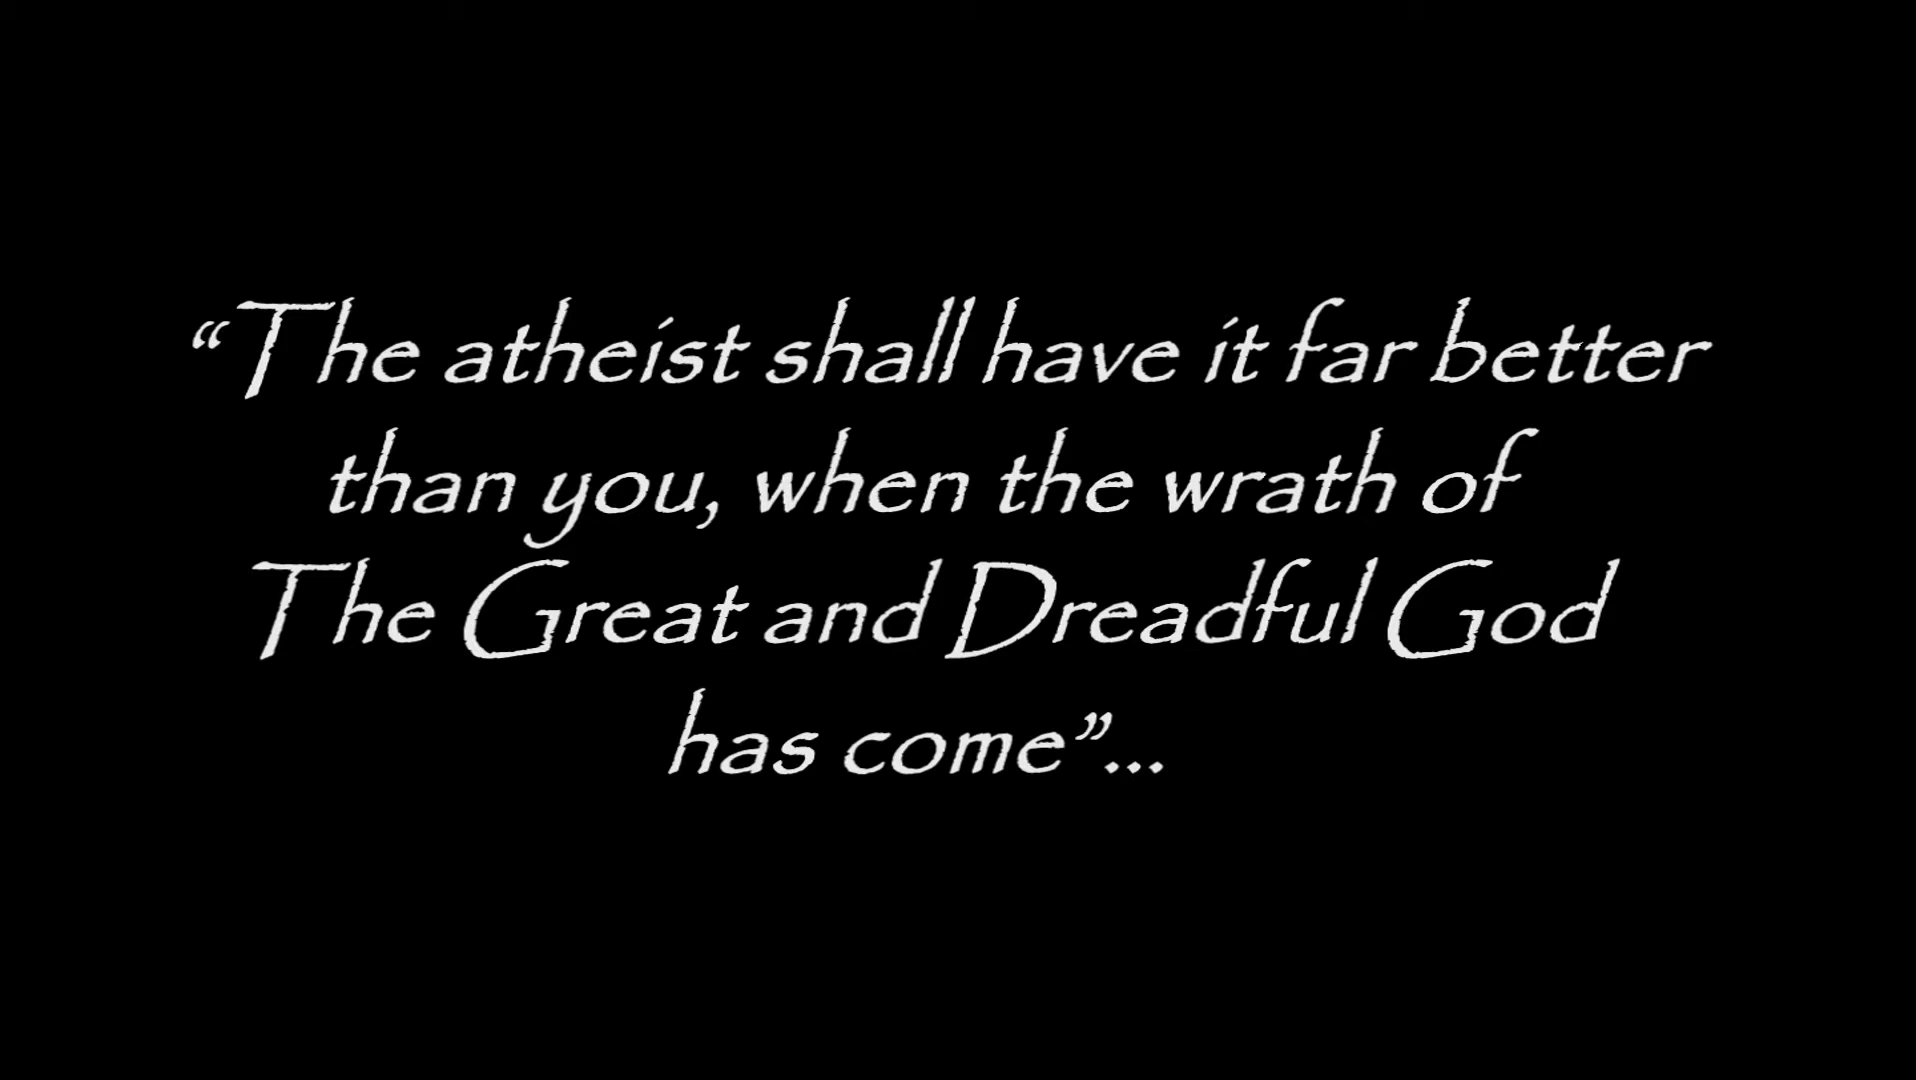 “The atheist shall have it far better
than you, when the wrath of
The Great and Dreadful God
has come”...